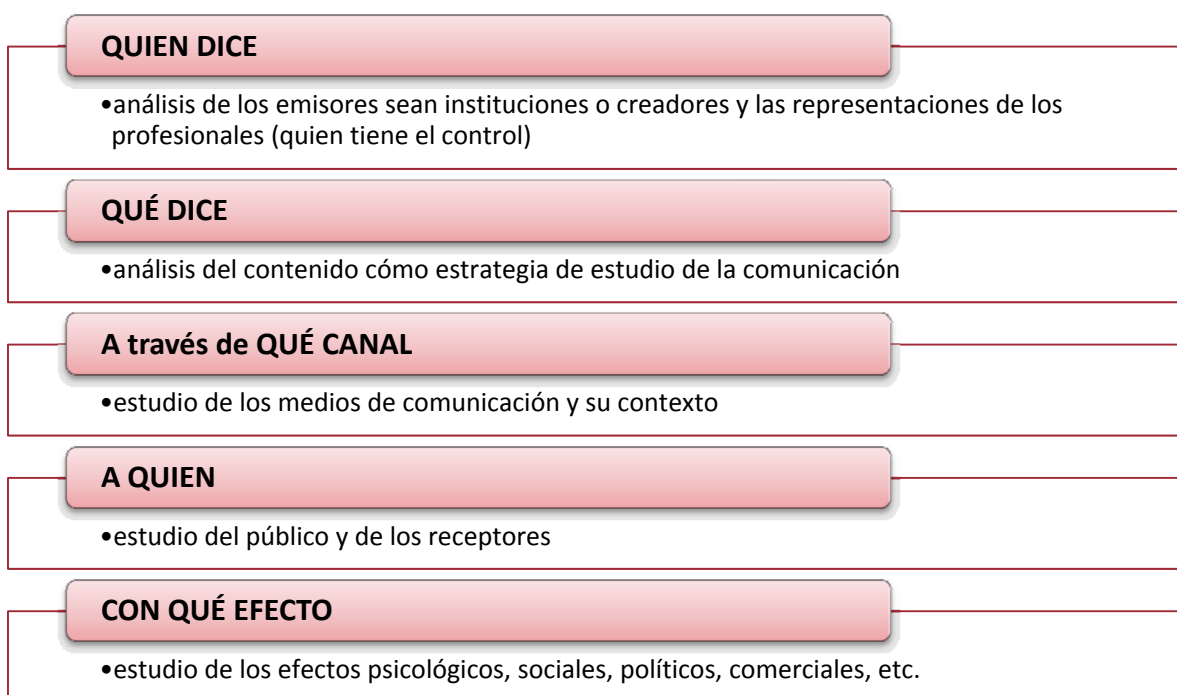 QUIEN DICE
•análisis de los emisores sean instituciones o creadores y las representaciones de los
profesionales (quien tiene el control)
QUÉ DICE
•análisis del contenido cómo estrategia de estudio de la comunicación
A través de QUÉ CANAL
•estudio de los medios de comunicación y su contexto
A QUIEN
•estudio del público y de los receptores
CON QUÉ EFECTO
•estudio de los efectos psicológicos, sociales, políticos, comerciales, etc.